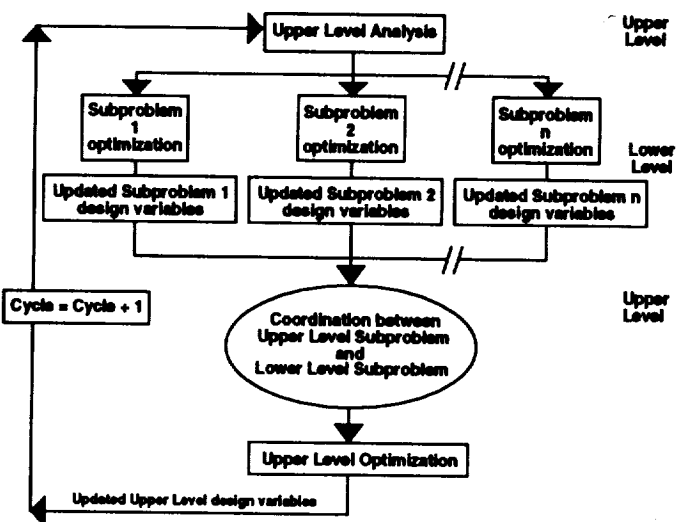 Upper Level Analysis
Upper
Level
Subproblem
1
optimization
Subproblem
2
optimization
Subproblem
n
optimization
Lower
Level
Updated Subproblem 1
design variables
Updated Subproblem 2
design variables
Updated Subproblem n
design variables
Cycle = Cycle + 1
Coordination between
Upper Level Subproblem
and
Lower Level Subproblem
Upper
Level
Upper Level Optimization
Updated Upper Level design variables